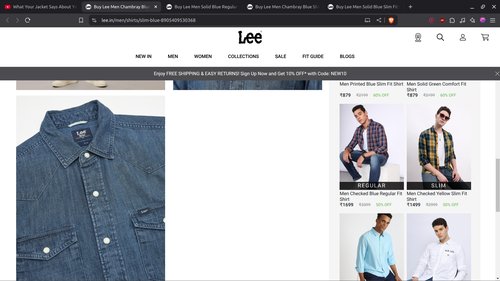 What Your Jacket Says About Y
Buy Lee Men Chambray Blu
Buy Lee Men Solid Blue Regular
Buy Lee Men Chambray Blue Sl
Buy Lee Men Solid Blue Slim Fit
lee.in/men/shirts/slim-blue-8905409530368
Lee
NEW IN MEN WOMEN COLLECTIONS SALE FIT GUIDE BLOGS
Enjoy FREE SHIPPING & EASY RETURNS! Sign Up Now and Get 10% OFF* with Code: NEW10
Men Printed Blue Slim Fit Shirt
₹879 ₹2199 60% OFF
Men Solid Green Comfort Fit Shirt
₹879 ₹2199 60% OFF
Lee
REGULAR
SLIM
Men Checked Blue Regular Fit Shirt
₹1699 ₹3399 50% OFF
Men Checked Yellow Slim Fit Shirt
₹1499 ₹2999 50% OFF